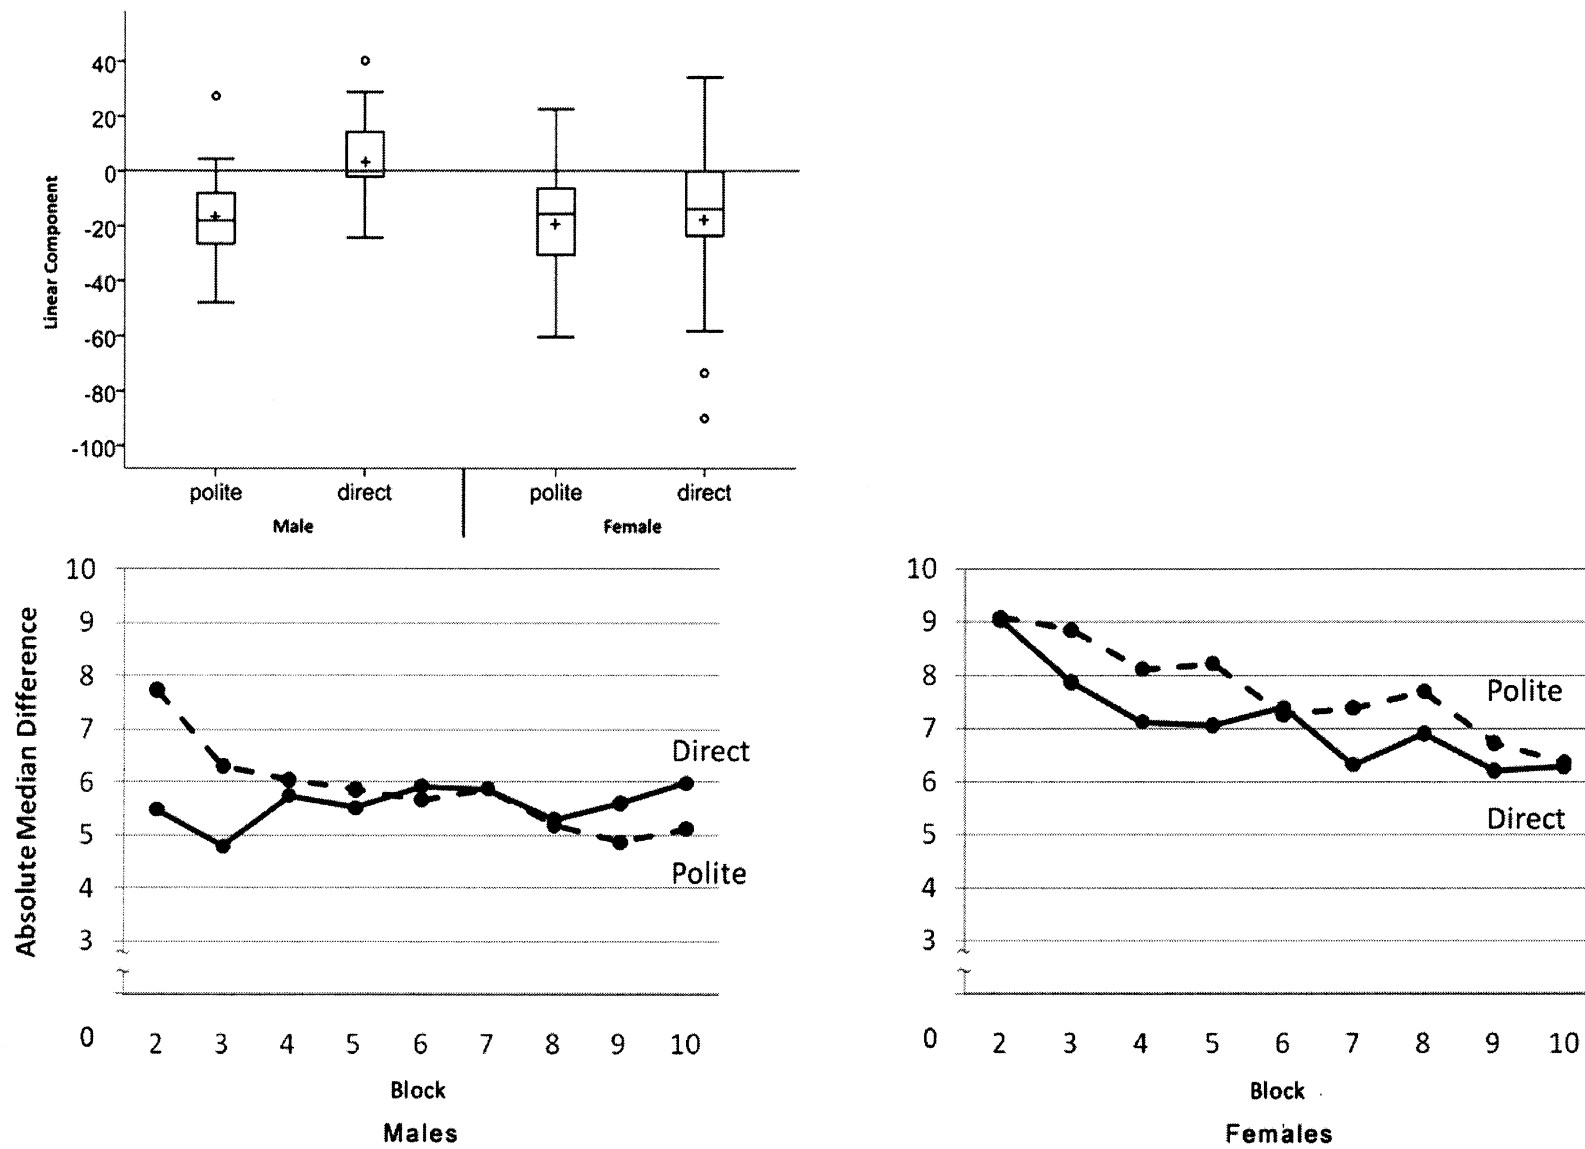 40
20
0
-20
-40
-60
-80
-100
Linear Component
polite direct polite direct
Male Female
10
9
8
7
6
5
4
3
0
Absolute Median Difference
Direct
Polite
2 3 4 5 6 7 8 9 10
Block
Males
10
9
8
7
6
5
4
3
0
Polite
Direct
2 3 4 5 6 7 8 9 10
Block
Females